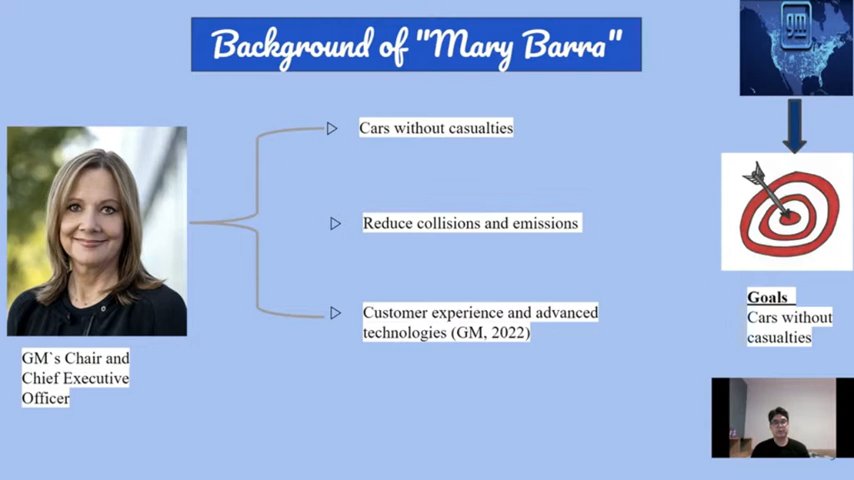 Background of "Mary Barra"
gm
Cars without casualties
Reduce collisions and emissions
Customer experience and advanced
technologies (GM, 2022)
GM`s Chair and
Chief Executive
Officer
Goals
Cars without
casualties